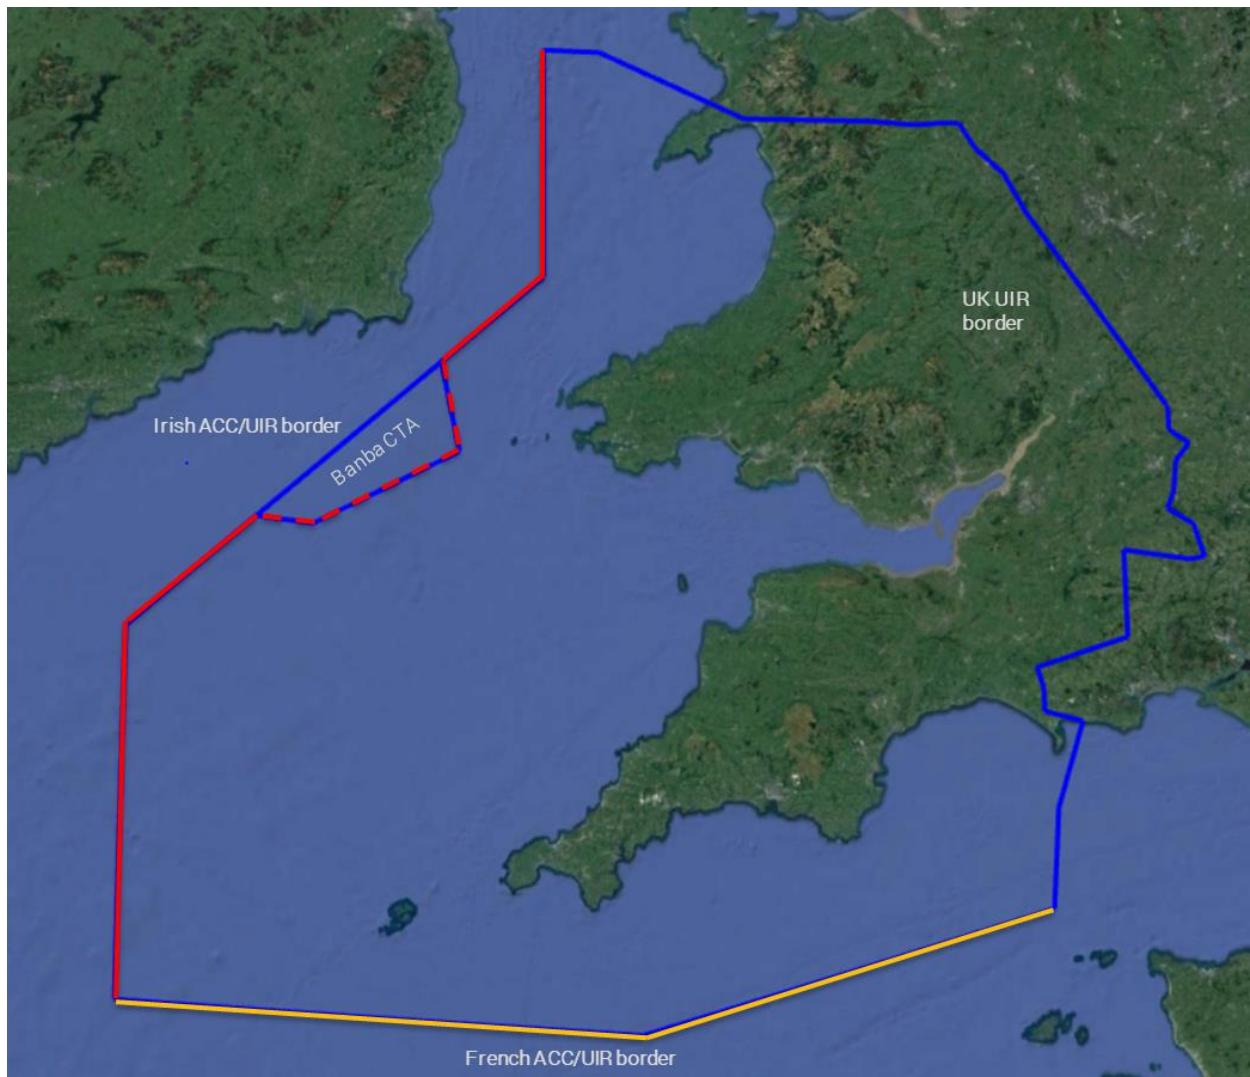 UK UIR
border
Irish ACC/UIR border
Banba CTA
French ACC/UIR border